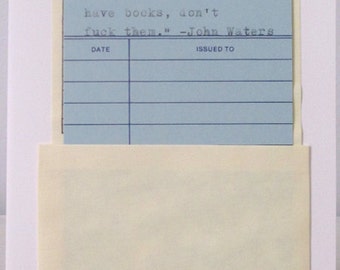 have books, don't
fuck them." -John Waters
DATE ISSUED TO